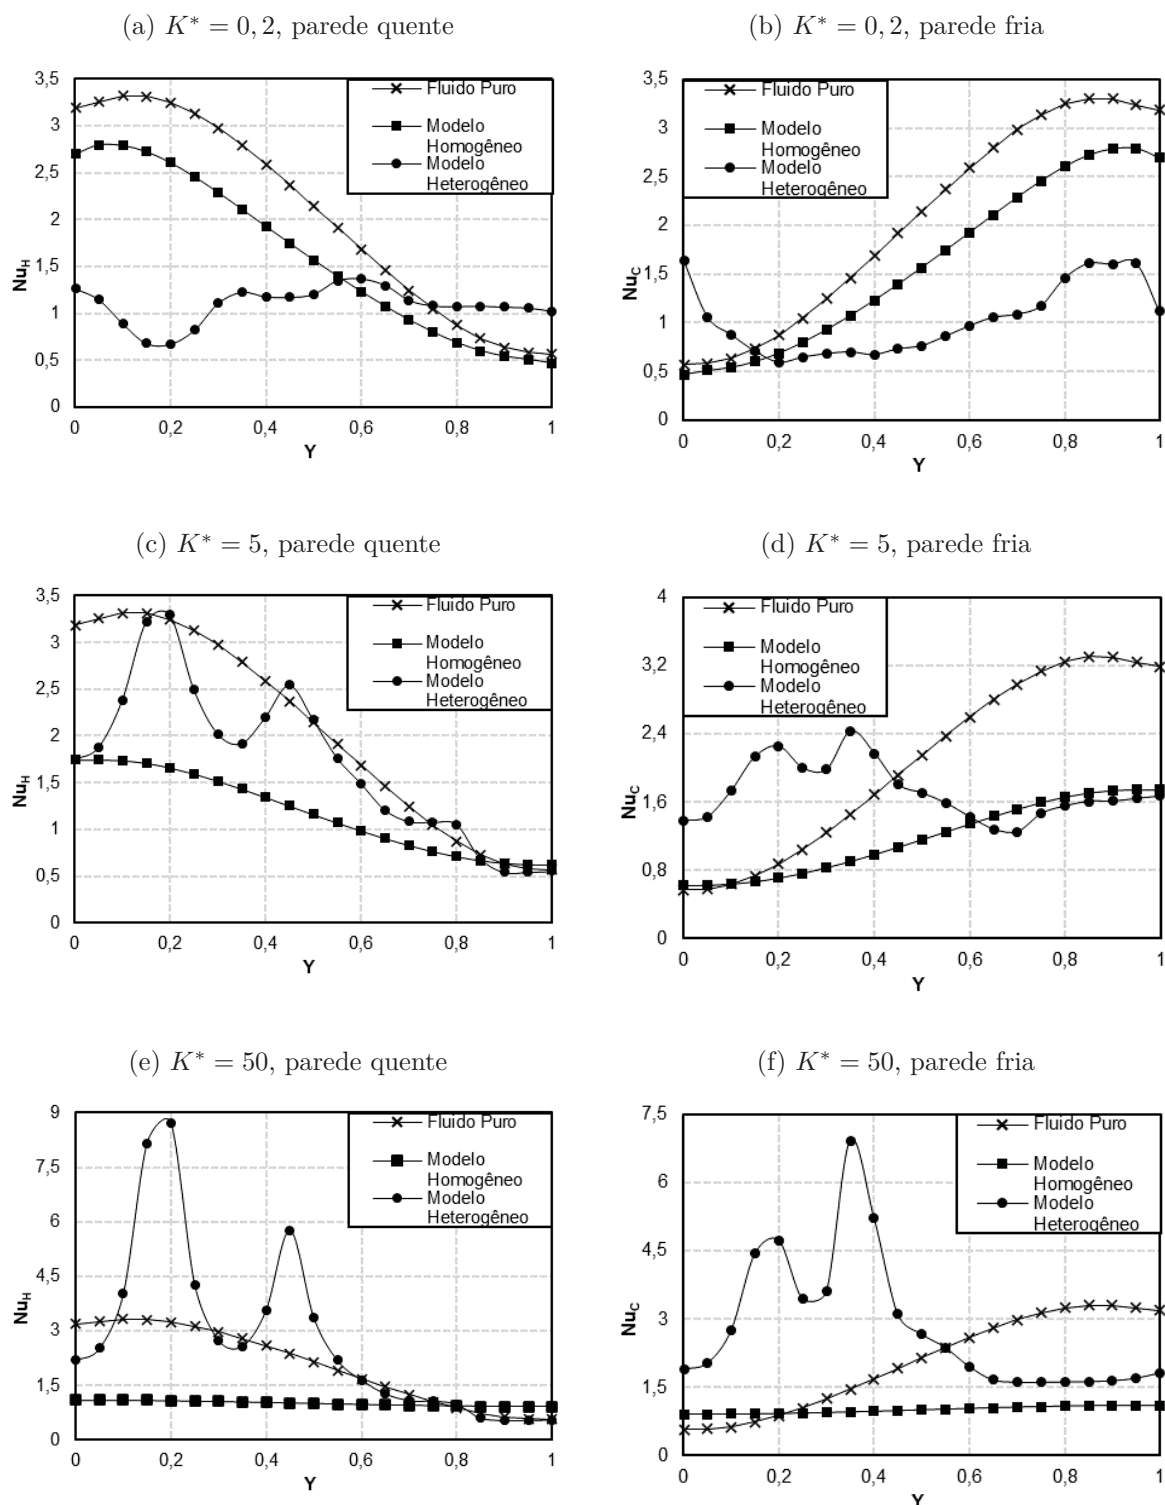 (a) K* = 0, 2, parede quente
3,5
3
2,5
2
1,5
1
0,5
0
Nu_H
0
0,2
0,4
0,6
0,8
1
Y
Fluido Puro
Modelo
Homogêneo
Modelo
Heterogêneo
(b) K* = 0, 2, parede fria
3,5
3
2,5
2
1,5
1
0,5
0
Nu_C
0
0,2
0,4
0,6
0,8
1
Y
Fluido Puro
Modelo
Homogêneo
Modelo
Heterogêneo
(c) K* = 5, parede quente
3,5
3
2,5
2
1,5
1
0,5
0
Nu_H
0
0,2
0,4
0,6
0,8
1
Y
Fluido Puro
Modelo
Homogêneo
Modelo
Heterogêneo
(d) K* = 5, parede fria
4
3,2
2,4
1,6
0,8
0
Nu_C
0
0,2
0,4
0,6
0,8
1
Y
Fluido Puro
Modelo
Homogêneo
Modelo
Heterogêneo
(e) K* = 50, parede quente
9
7,5
6
4,5
3
1,5
0
Nu_H
0
0,2
0,4
0,6
0,8
1
Y
Fluido Puro
Modelo
Homogêneo
Modelo
Heterogêneo
(f) K* = 50, parede fria
7,5
6
4,5
3
1,5
0
Nu_C
0
0,2
0,4
0,6
0,8
1
Y
Fluido Puro
Modelo
Homogêneo
Modelo
Heterogêneo